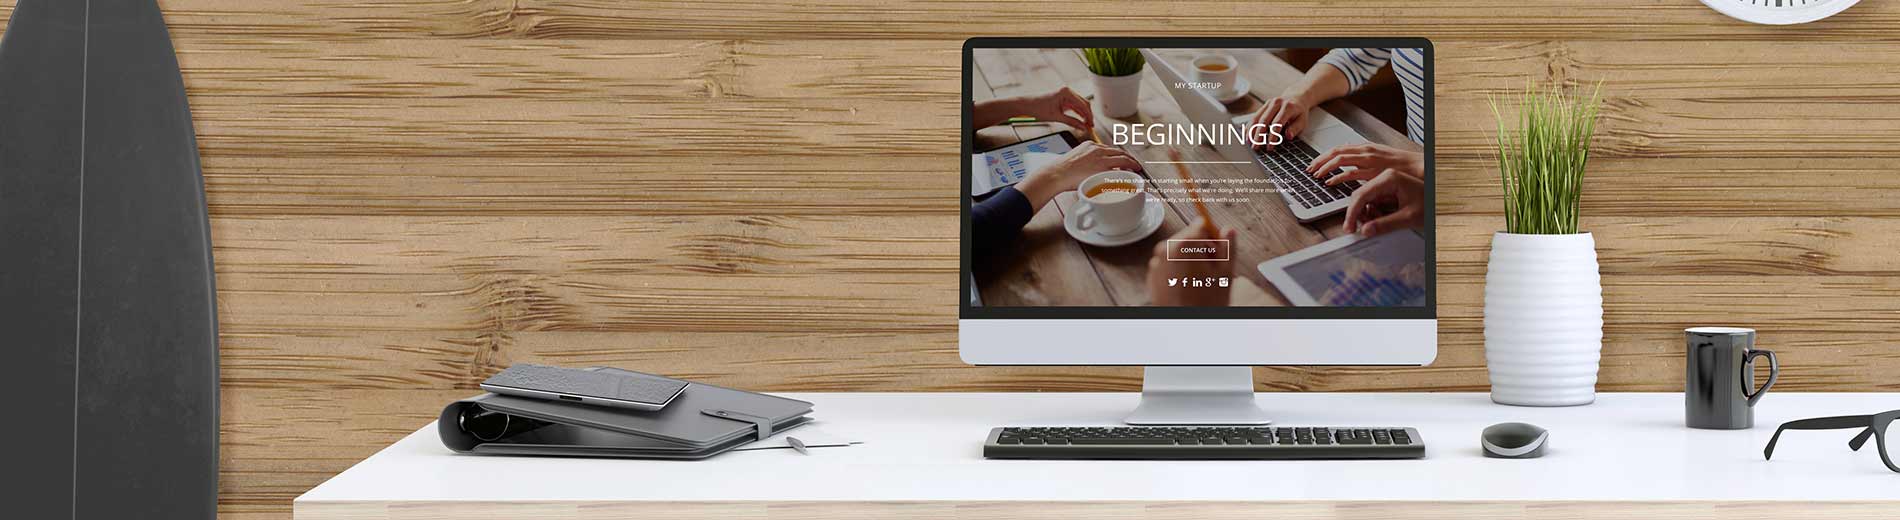 MY STARTUP
BEGINNINGS
There's no shame in starting small when you're laying the foundation for
something great. That's precisely what we're doing. We'll share more when
we're ready, so check back with us soon.
CONTACT US